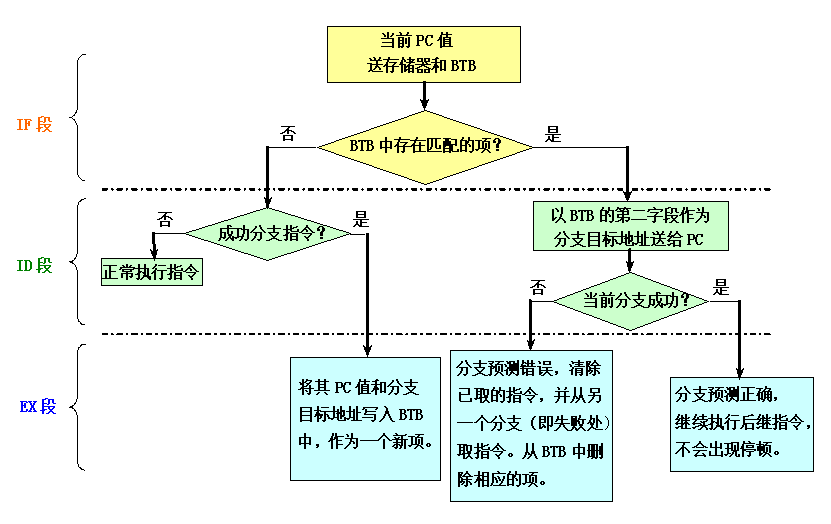 当前 PC 值
送存储器和 BTB
IF 段
否
BTB 中存在匹配的项？
是
否
成功分支指令？
是
以 BTB 的第二字段作为
分支目标地址送给 PC
ID 段
正常执行指令
否
当前分支成功？
是
EX 段
将其 PC 值和分支
目标地址写入 BTB
中，作为一个新项。
分支预测错误，清除
已取的指令，并从另
一个分支（即失败处）
取指令。从 BTB 中删
除相应的项。
分支预测正确，
继续执行后继指令，
不会出现停顿。